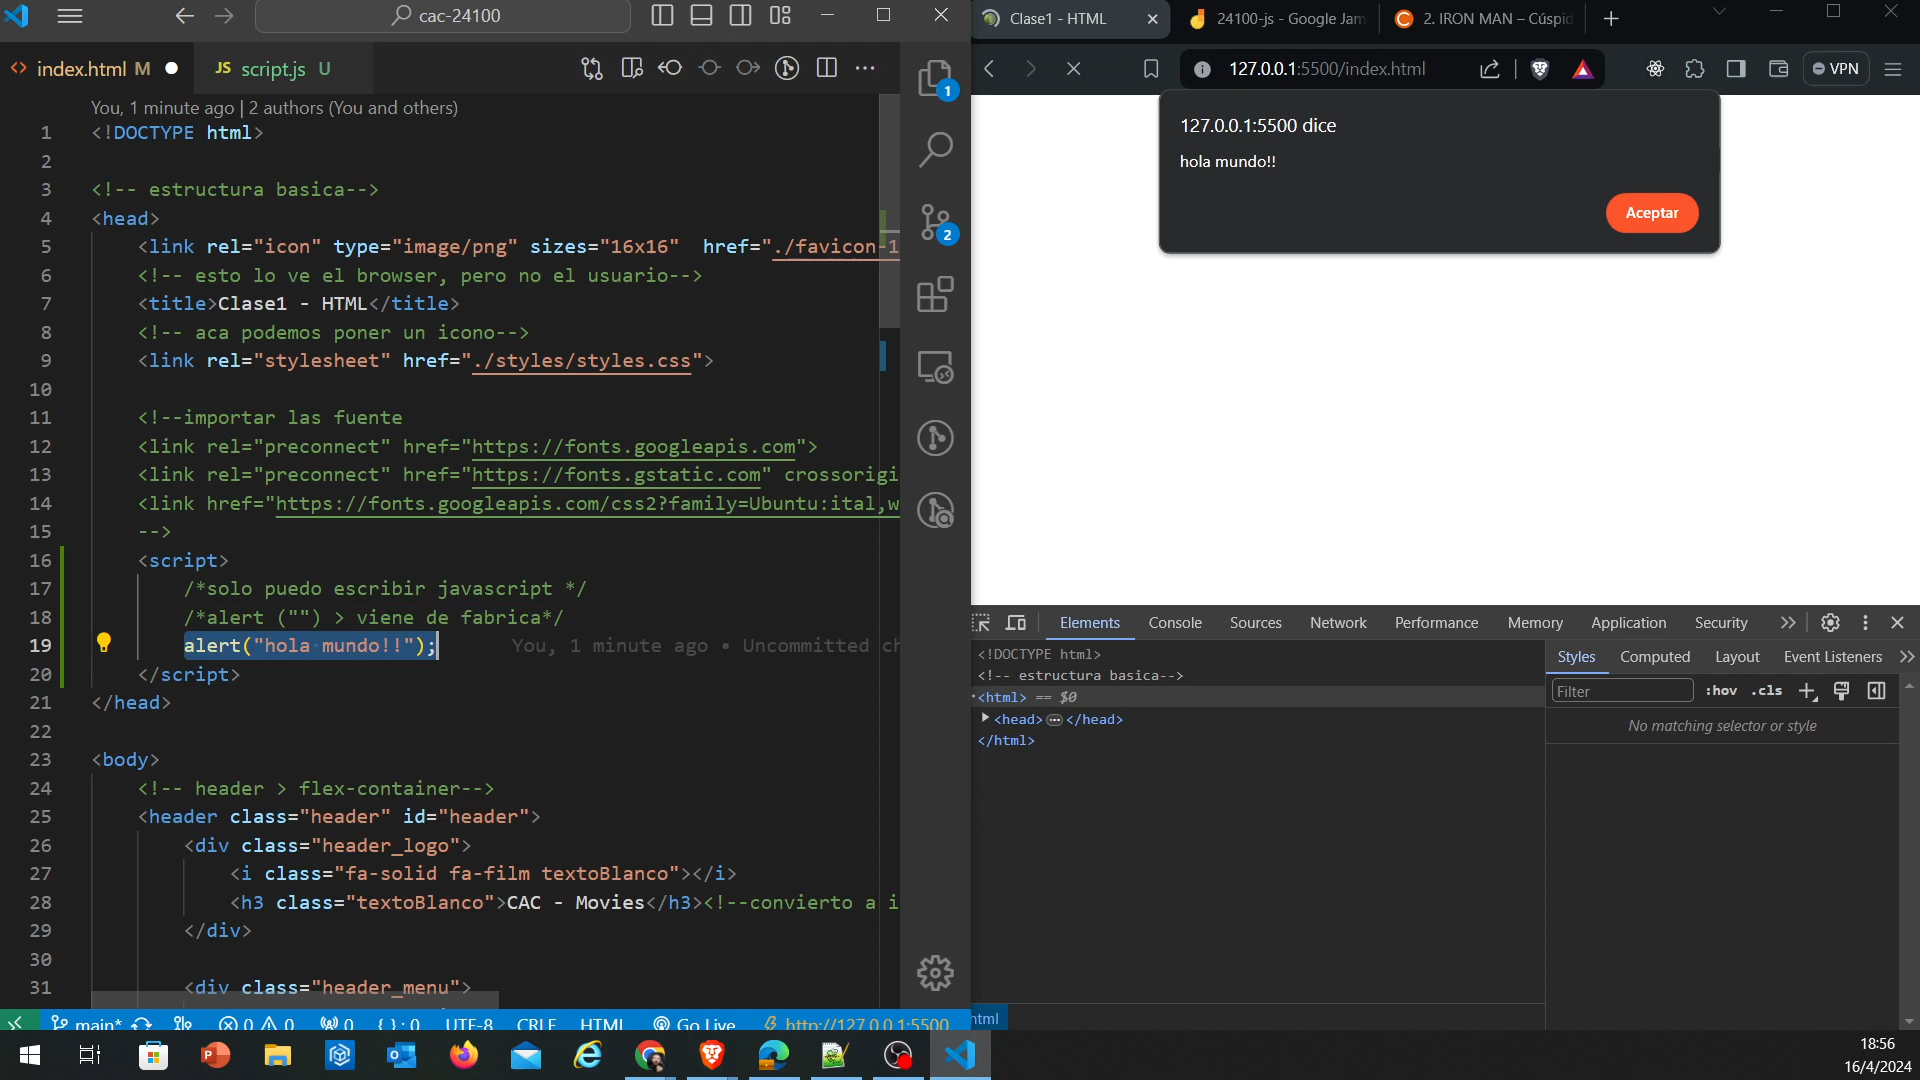 cac-24100
index.html M
JS script.js U
You, 1 minute ago | 2 authors (You and others)
1 <!DOCTYPE html>
2
3 <!-- estructura basica-->
4 <head>
5 <link rel="icon" type="image/png" sizes="16x16" href="./favicon-1
6 <!-- esto lo ve el browser, pero no el usuario-->
7 <title>Clase1 - HTML</title>
8 <!-- aca podemos poner un icono-->
9 <link rel="stylesheet" href="./styles/styles.css">
10
11 <!--importar las fuente
12 <link rel="preconnect" href="https://fonts.googleapis.com">
13 <link rel="preconnect" href="https://fonts.gstatic.com" crossorigi
14 <link href="https://fonts.googleapis.com/css2?family=Ubuntu:ital,w
15 -->
16 <script>
17 /*solo puedo escribir javascript */
18 /*alert ("") > viene de fabrica*/
19 alert("hola mundo!!"); You, 1 minute ago • Uncommitted ch
20 </script>
21 </head>
22
23 <body>
24 <!-- header > flex-container-->
25 <header class="header" id="header">
26 <div class="header_logo">
27 <i class="fa-solid fa-film textoBlanco"></i>
28 <h3 class="textoBlanco">CAC - Movies</h3><!--convierto a i
29 </div>
30
31 <div class="header_menu">
1
2
main* 0 0 0 {} : 0 UTF-8 CRLF HTML Go Live http://127.0.0.1:5500
Clase1 - HTML
24100-js - Google Jam
2. IRON MAN – Cúspid
127.0.0.1:5500/index.html
VPN
127.0.0.1:5500 dice
hola mundo!!
Aceptar
Elements Console Sources Network Performance Memory Application Security
<!DOCTYPE html>
<!-- estructura basica-->
<html> == $0
<head> ⋯ </head>
</html>
html
Styles Computed Layout Event Listeners
Filter :hov .cls
No matching selector or style
18:56
16/4/2024